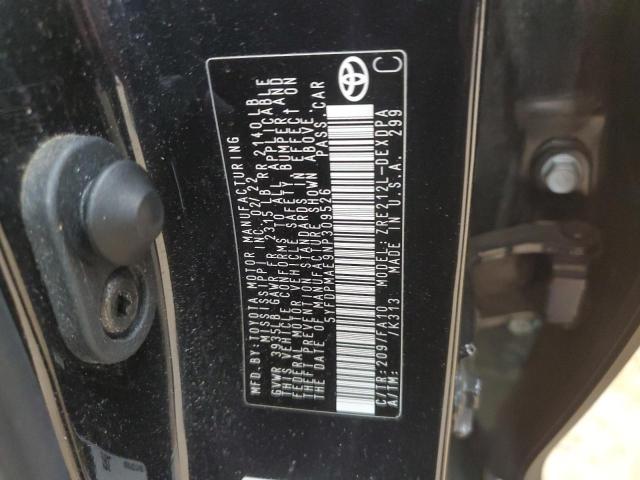 MFD.BY:TOYOTA MOTOR MANUFACTURING
MISSISSIPPI INC. 02/22
GVWR 3935LB GAWR FR 2315LB RR 2140LB
THIS VEHICLE CONFORMS TO ALL APPLICABLE
FEDERAL MOTOR VEHICLE SAFETY BUMPER AND
THEFT PREVENTION STANDARDS IN EFFECT ON
THE DATE OF MANUFACTURE SHOWN ABOVE.
5YFDPMAE9NP309526 PASS.CAR
C/TR:209/FA10 MODEL:ZRE212L-DEXDPA
A/TM: /K313 MADE IN U.S.A. 299
C